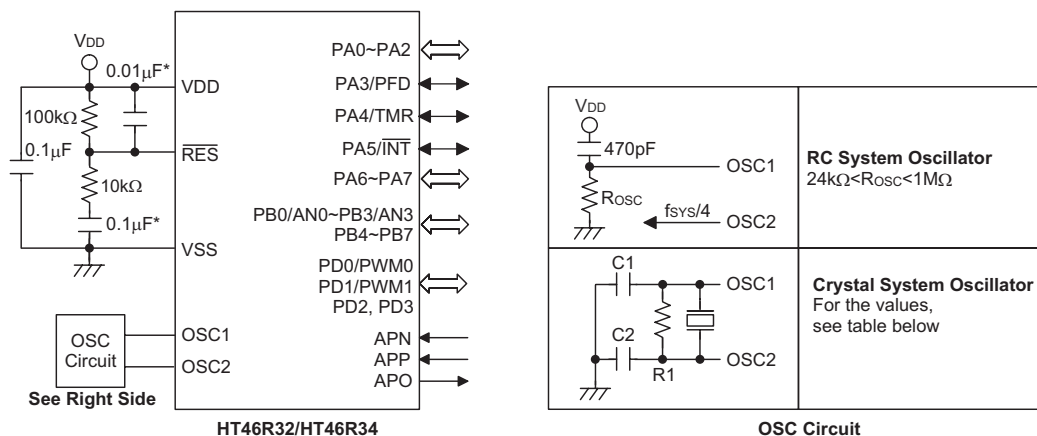 VDD
0.01µF*
VDD
100kΩ
0.1µF
RES
10kΩ
0.1µF*
VSS
OSC
Circuit
OSC1
OSC2
See Right Side
PA0~PA2
PA3/PFD
PA4/TMR
PA5/INT
PA6~PA7
PB0/AN0~PB3/AN3
PB4~PB7
PD0/PWM0
PD1/PWM1
PD2, PD3
APN
APP
APO
HT46R32/HT46R34
VDD
470pF
OSC1
ROSC
fSYS/4
OSC2
RC System Oscillator
24kΩ<ROSC<1MΩ
C1
OSC1
C2
R1
OSC2
Crystal System Oscillator
For the values,
see table below
OSC Circuit